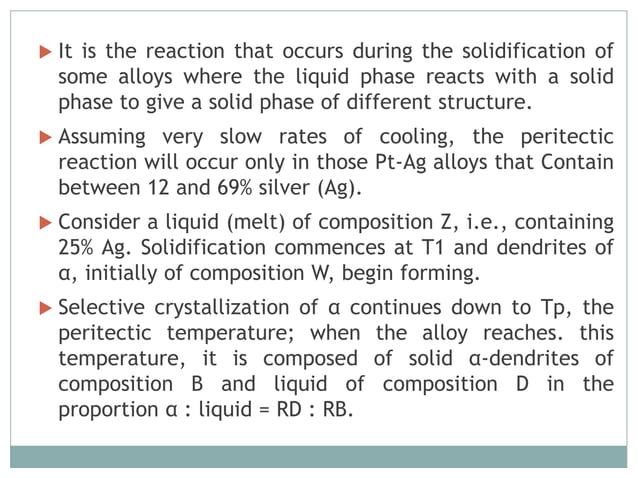 It is the reaction that occurs during the solidification of
some alloys where the liquid phase reacts with a solid
phase to give a solid phase of different structure.
Assuming very slow rates of cooling, the peritectic
reaction will occur only in those Pt-Ag alloys that Contain
between 12 and 69% silver (Ag).
Consider a liquid (melt) of composition Z, i.e., containing
25% Ag. Solidification commences at T1 and dendrites of
α, initially of composition W, begin forming.
Selective crystallization of α continues down to Tp, the
peritectic temperature; when the alloy reaches. this
temperature, it is composed of solid α-dendrites of
composition B and liquid of composition D in the
proportion α : liquid = RD : RB.